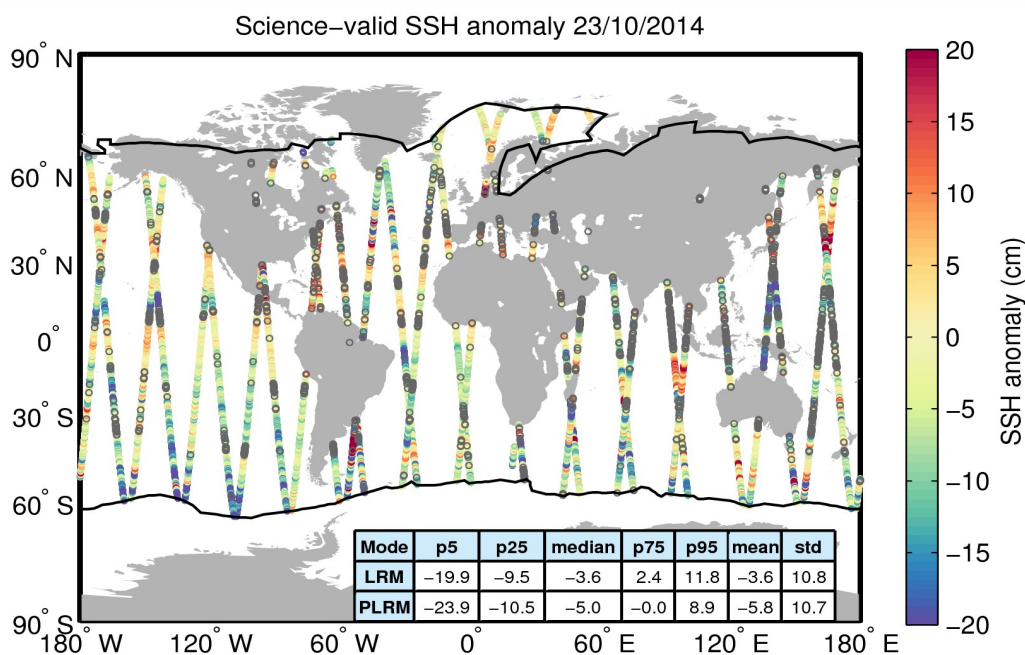 Science−valid SSH anomaly 23/10/2014
90° N
60° N
30° N
0°
30° S
60° S
90° S
180° W
120° W
60° W
0°
60° E
120° E
180° E
Mode p5 p25 median p75 p95 mean std
LRM −19.9 −9.5 −3.6 2.4 11.8 −3.6 10.8
PLRM −23.9 −10.5 −5.0 −0.0 8.9 −5.8 10.7
20
15
10
5
0
−5
−10
−15
−20
SSH anomaly (cm)